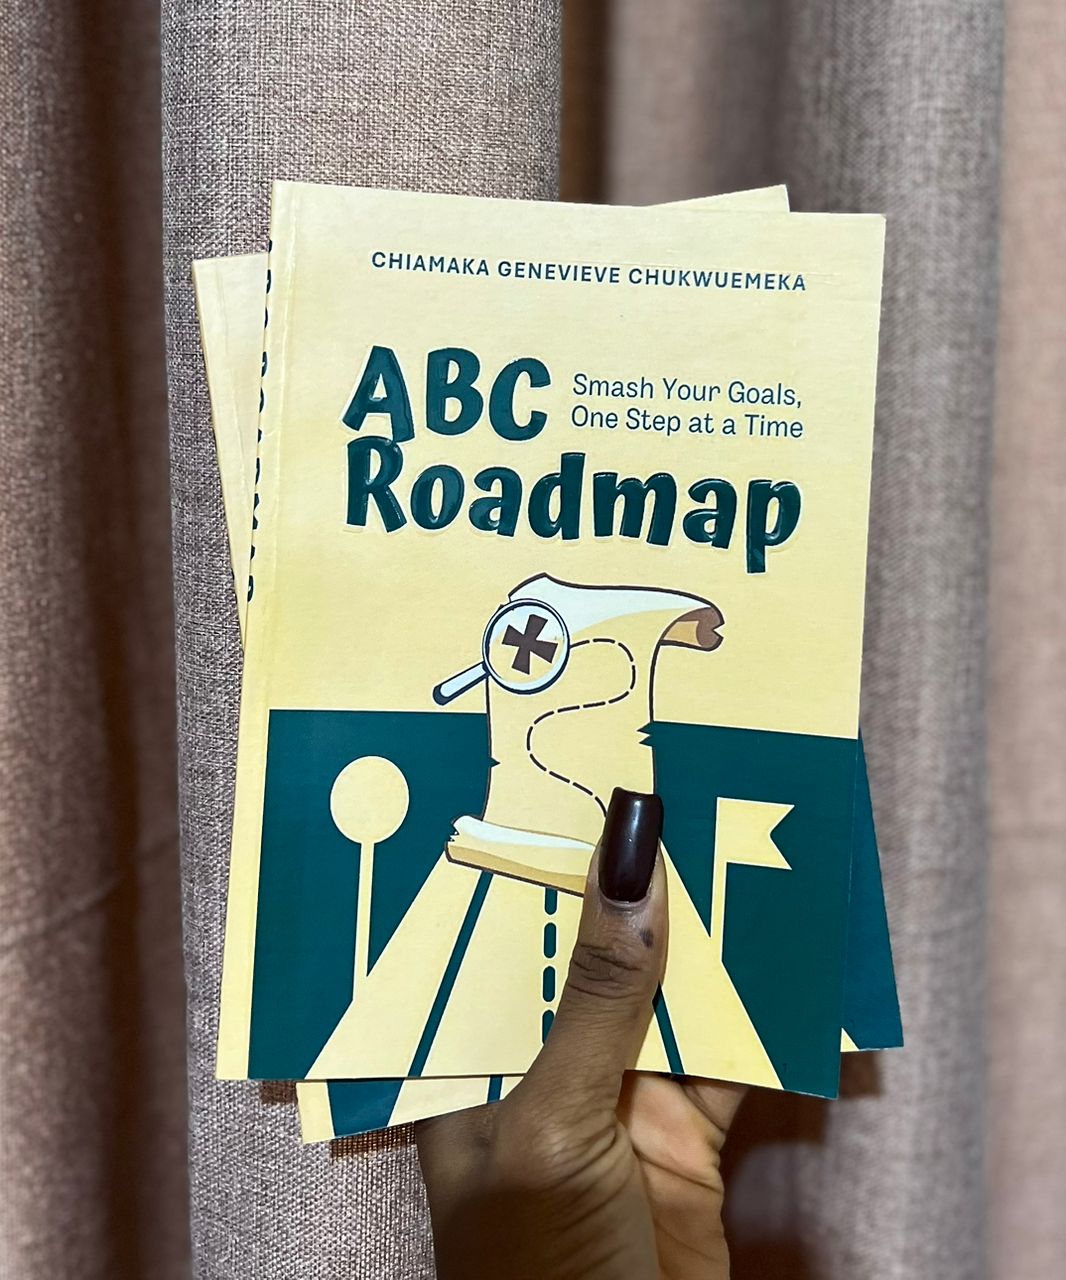 CHIAMAKA GENEVIEVE CHUKWUEMEKA
ABC
Smash Your Goals,
One Step at a Time
Roadmap